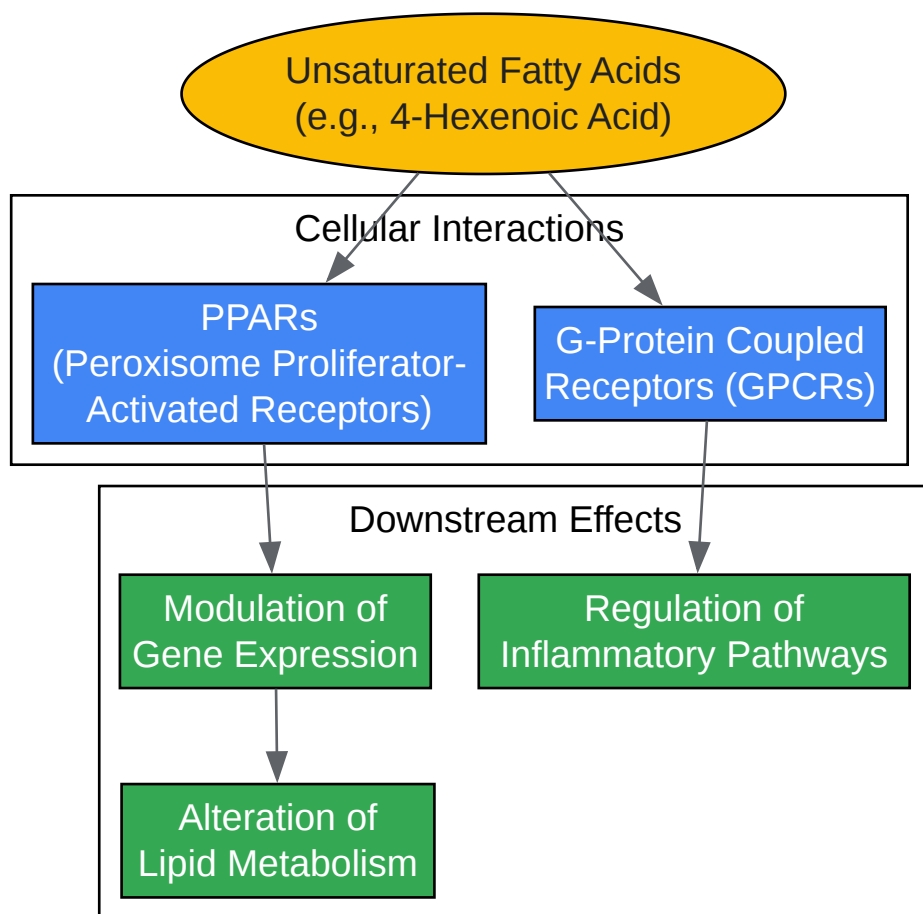 Unsaturated Fatty Acids
(e.g., 4-Hexenoic Acid)
Cellular Interactions
PPARs
(Peroxisome Proliferator-
Activated Receptors)
G-Protein Coupled
Receptors (GPCRs)
Downstream Effects
Modulation of
Gene Expression
Regulation of
Inflammatory Pathways
Alteration of
Lipid Metabolism